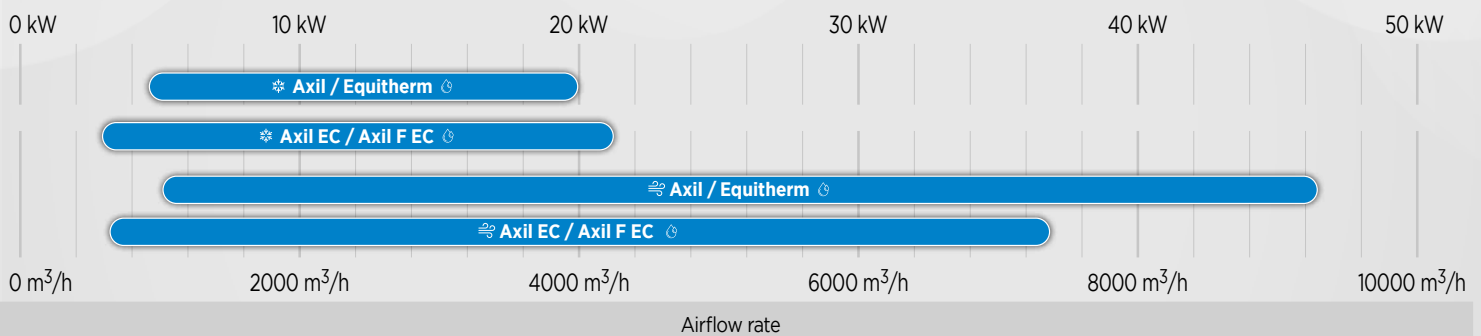 0 kW 10 kW 20 kW 30 kW 40 kW 50 kW
Axil / Equitherm
Axil EC / Axil F EC
Axil / Equitherm
Axil EC / Axil F EC
0 m³/h 2000 m³/h 4000 m³/h 6000 m³/h 8000 m³/h 10000 m³/h
Airflow rate